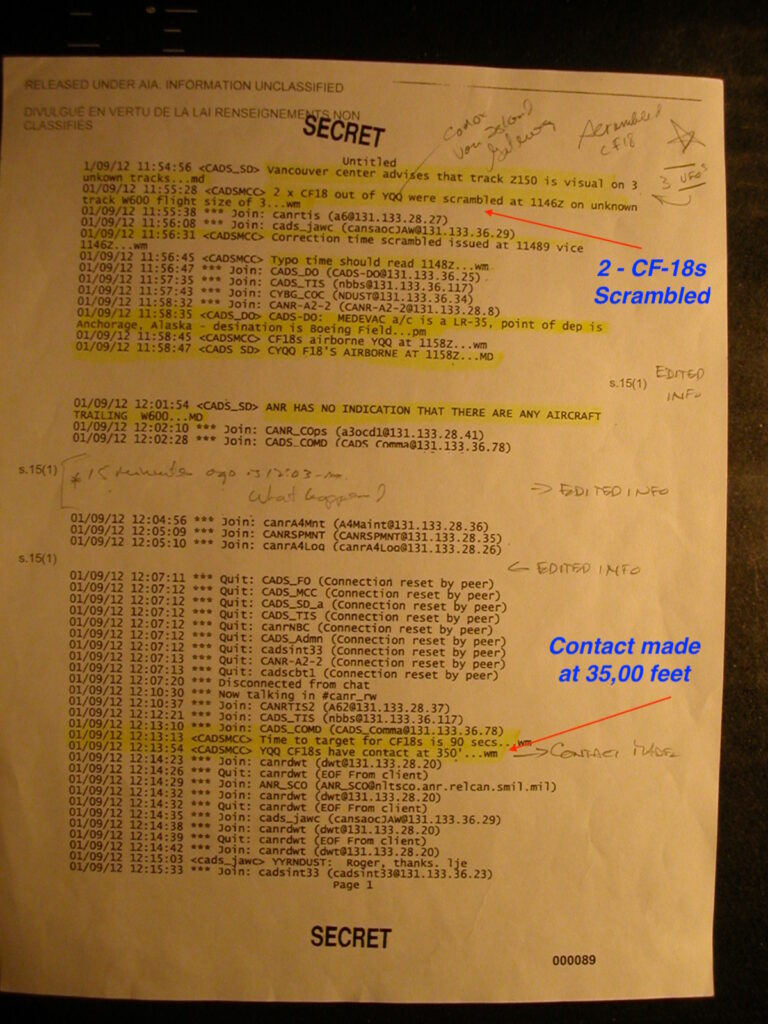 RELEASED UNDER AIA. INFORMATION UNCLASSIFIED
DIVULGUÉ EN VERTU DE LA LAI RENSEIGNEMENTS NON
CLASSIFIÉS
SECRET
Comox
Van Island
Scrambled
CF18
3 UFOs
Untitled
1/09/12 11:54:56 <CADS_SD> Vancouver center advises that track Z150 is visual on 3
unkown tracks...md
01/09/12 11:55:28 <CADSMCC> 2 x CF18 out of YQQ were scrambled at 1146Z on unknown
track W600 flight size of 3...wm
01/09/12 11:55:38 *** Join: canrtis (a6@131.133.28.27)
01/09/12 11:56:08 *** Join: cads_jawc (cansaocJAW@131.133.36.29)
01/09/12 11:56:31 <CADSMCC> Correction time scrambled issued at 11489 vice
1146Z...wm
01/09/12 11:56:45 <CADSMCC> Typo time should read 1148Z...wm
01/09/12 11:56:47 *** Join: CADS_DO (CADS-DO@131.133.36.25)
01/09/12 11:57:35 *** Join: CADS_TIS (nbbs@131.136.117)
01/09/12 11:57:43 *** Join: CYBG_COC (NDUST@131.136.34)
01/09/12 11:58:32 *** Join: CANR-A2-2 (CANR-A2-2@131.133.28.8)
01/09/12 11:58:35 <CADS_DO> CADS-DO: MEDEVAC a/c is a LR-35, point of dep is
Anchorage, Alaska - desination is Boeing Field...pm
01/09/12 11:58:45 <CADSMCC> CF18s airborne YQQ at 1158Z...wm
01/09/12 11:58:47 <CADS SD> CYQQ F18'S AIRBORNE AT 1158Z...MD
2 - CF-18s
Scrambled
s.15(1)
EDITED
INFO
01/09/12 12:01:54 <CADS_SD> ANR HAS NO INDICATION THAT THERE ARE ANY AIRCRAFT
TRAILING W600...MD
01/09/12 12:02:10 *** Join: CANR_COps (a3ocd1@131.133.28.41)
01/09/12 12:02:28 *** Join: CADS_COMD (CADS_Comma@131.133.36.78)
s.15(1)
* 15 minutes ago
What happen?
-> EDITED INFO
01/09/12 12:04:56 *** Join: canrA4Mnt (A4Maint@131.133.28.36)
01/09/12 12:05:09 *** Join: CANRSPMNT (CANRSPMNT@131.133.28.35)
01/09/12 12:05:10 *** Join: canrA4Log (canrA4Log@131.133.28.26)
s.15(1)
<- EDITED INFO
01/09/12 12:07:11 *** Quit: CADS_FO (Connection reset by peer)
01/09/12 12:07:12 *** Quit: CADS_MCC (Connection reset by peer)
01/09/12 12:07:12 *** Quit: CADS_SD_a (Connection reset by peer)
01/09/12 12:07:12 *** Quit: CADS_TIS (Connection reset by peer)
01/09/12 12:07:12 *** Quit: canrNBC (Connection reset by peer)
01/09/12 12:07:12 *** Quit: CADS_Admn (Connection reset by peer)
01/09/12 12:07:12 *** Quit: cadsint33 (Connection reset by peer)
01/09/12 12:07:13 *** Quit: CANR-A2-2 (Connection reset by peer)
01/09/12 12:07:13 *** Quit: cadscbt1 (Connection reset by peer)
01/09/12 12:07:20 *** Disconnected from chat
01/09/12 12:10:30 *** Now talking in #canr_rw
01/09/12 12:10:37 *** Join: CANRTIS2 (A62@131.133.28.37)
01/09/12 12:12:21 *** Join: CADS_TIS (nbbs@131.136.117)
01/09/12 12:13:10 *** Join: CADS_COMD (CADS_Comma@131.133.36.78)
01/09/12 12:13:13 <CADSMCC> Time to target for CF18s is 90 secs...wm
01/09/12 12:13:54 <CADSMCC> YQQ CF18s have contact at 350'...wm
-> CONTACT MADE
01/09/12 12:14:23 *** Join: canrdwt (dwt@131.133.28.20)
01/09/12 12:14:26 *** Quit: canrdwt (EOF From client)
01/09/12 12:14:29 *** Join: ANR_SCO (ANR_SCO@nltsco.anr.relcan.smil.mil)
01/09/12 12:14:32 *** Join: canrdwt (dwt@131.133.28.20)
01/09/12 12:14:32 *** Quit: canrdwt (EOF From client)
01/09/12 12:14:35 *** Join: cads_jawc (cansaocJAW@131.133.36.29)
01/09/12 12:14:38 *** Join: canrdwt (dwt@131.133.28.20)
01/09/12 12:14:39 *** Quit: canrdwt (EOF From client)
01/09/12 12:14:42 *** Join: canrdwt (dwt@131.133.28.20)
01/09/12 12:15:03 <cads_jawc> YYRNDUST: Roger, thanks. lje
01/09/12 12:15:33 *** Join: cadsint33 (cadsint33@131.133.36.23)
Page 1
Contact made
at 35,00 feet
SECRET
000089